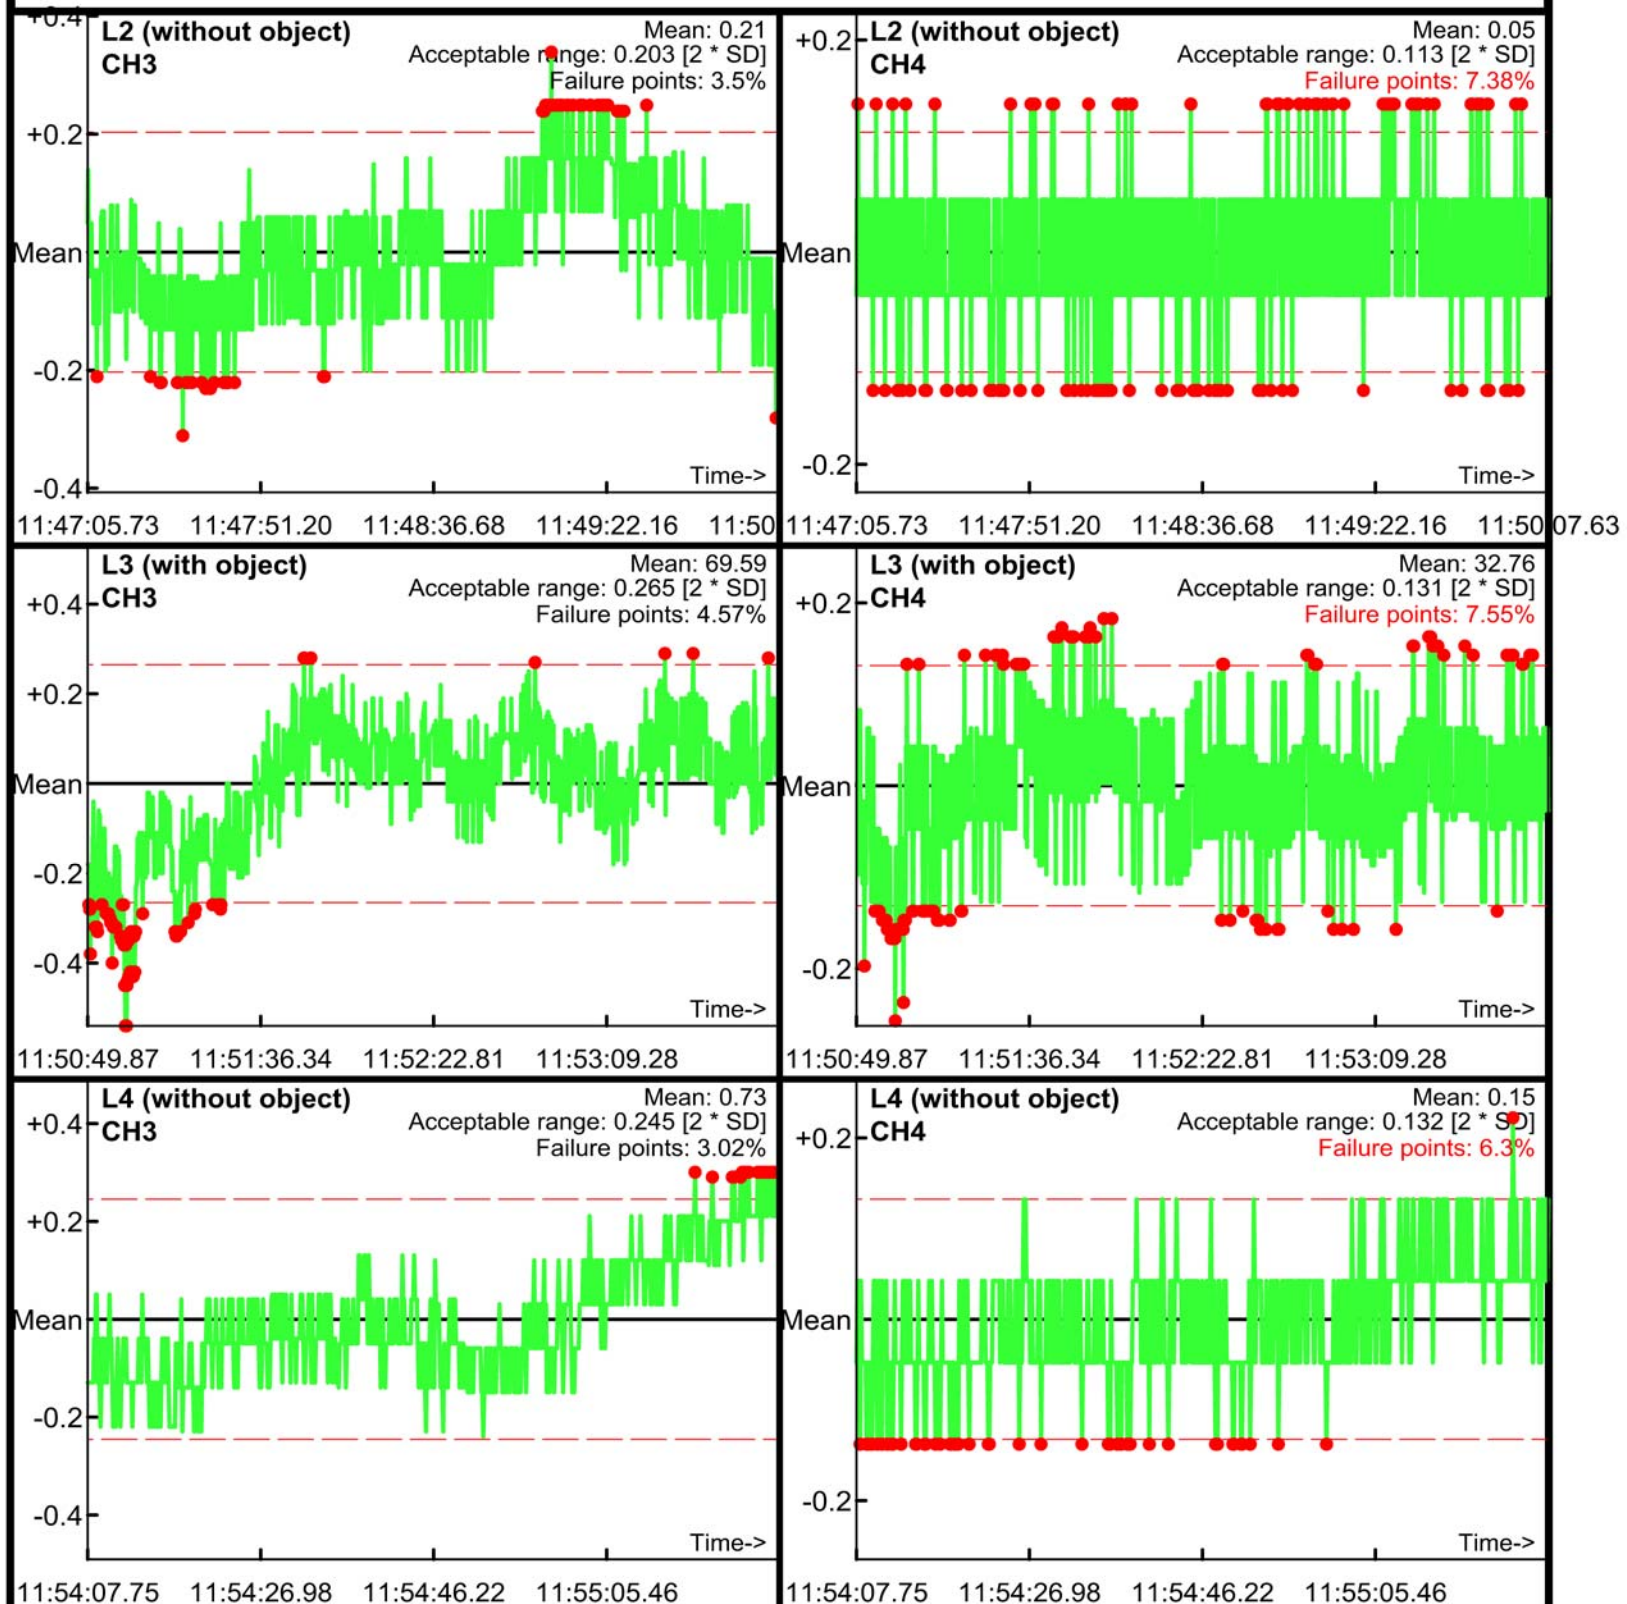 +0.4
L2 (without object)
CH3
Mean: 0.21
Acceptable range: 0.203 [2 * SD]
Failure points: 3.5%
+0.2
Mean
-0.2
-0.4
Time->
11:47:05.73 11:47:51.20 11:48:36.68 11:49:22.16 11:50
L2 (without object)
CH4
Mean: 0.05
Acceptable range: 0.113 [2 * SD]
Failure points: 7.38%
+0.2
Mean
-0.2
Time->
11:47:05.73 11:47:51.20 11:48:36.68 11:49:22.16 11:50:07.63
L3 (with object)
CH3
Mean: 69.59
Acceptable range: 0.265 [2 * SD]
Failure points: 4.57%
+0.4
+0.2
Mean
-0.2
-0.4
Time->
11:50:49.87 11:51:36.34 11:52:22.81 11:53:09.28
L3 (with object)
CH4
Mean: 32.76
Acceptable range: 0.131 [2 * SD]
Failure points: 7.55%
+0.2
Mean
-0.2
Time->
11:50:49.87 11:51:36.34 11:52:22.81 11:53:09.28
L4 (without object)
CH3
Mean: 0.73
Acceptable range: 0.245 [2 * SD]
Failure points: 3.02%
+0.4
+0.2
Mean
-0.2
-0.4
Time->
11:54:07.75 11:54:26.98 11:54:46.22 11:55:05.46
L4 (without object)
CH4
Mean: 0.15
Acceptable range: 0.132 [2 * SD]
Failure points: 6.3%
+0.2
Mean
-0.2
Time->
11:54:07.75 11:54:26.98 11:54:46.22 11:55:05.46